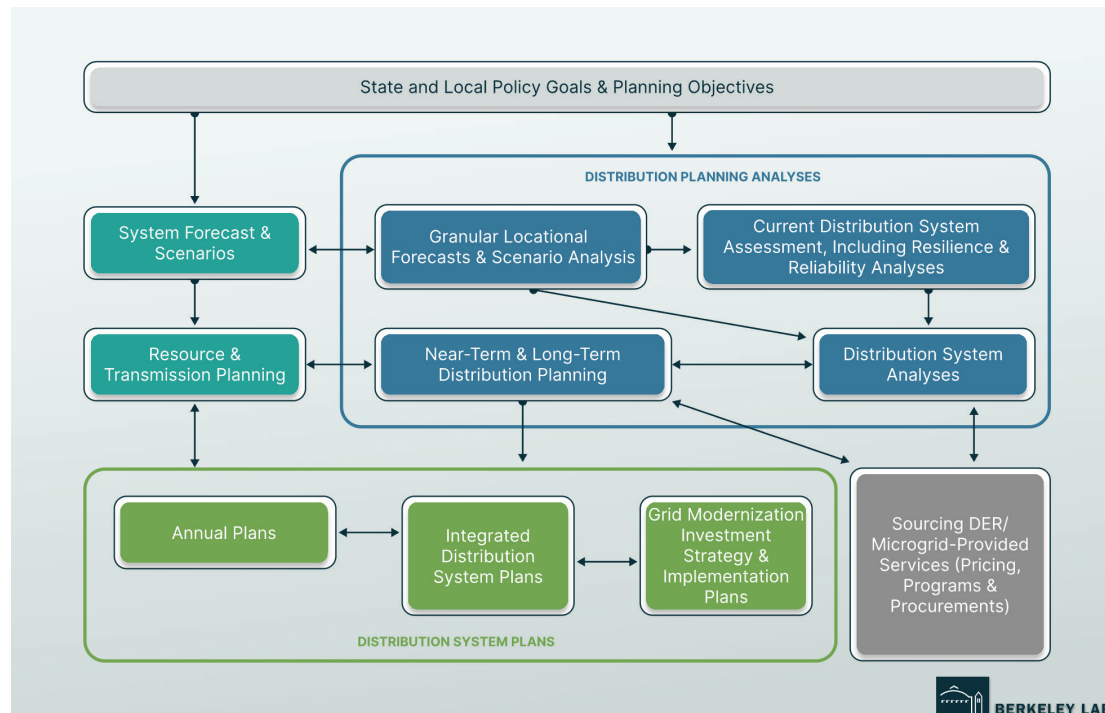 State and Local Policy Goals & Planning Objectives
DISTRIBUTION PLANNING ANALYSES
System Forecast &
Scenarios
Granular Locational
Forecasts & Scenario Analysis
Current Distribution System
Assessment, Including Resilience &
Reliability Analyses
Resource &
Transmission Planning
Near-Term & Long-Term
Distribution Planning
Distribution System
Analyses
Annual Plans
Integrated
Distribution
System Plans
Grid Modernization
Investment
Strategy &
Implementation
Plans
Sourcing DER/
Microgrid-Provided
Services (Pricing,
Programs &
Procurements)
DISTRIBUTION SYSTEM PLANS
BERKELEY LAB